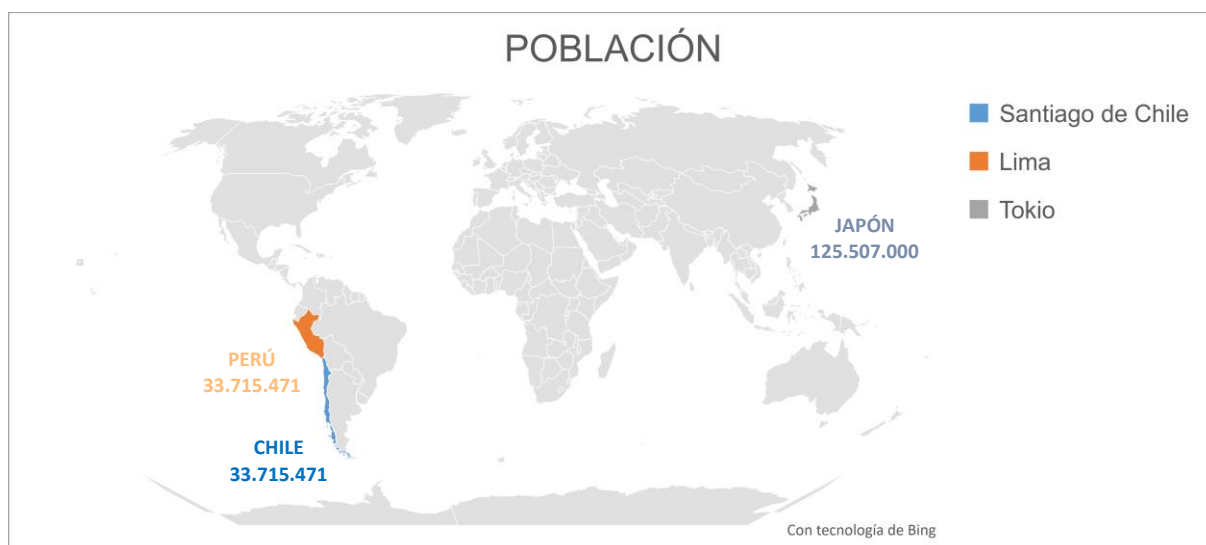 POBLACIÓN
Santiago de Chile
Lima
Tokio
JAPÓN
125.507.000
PERÚ
33.715.471
CHILE
33.715.471
Con tecnología de Bing